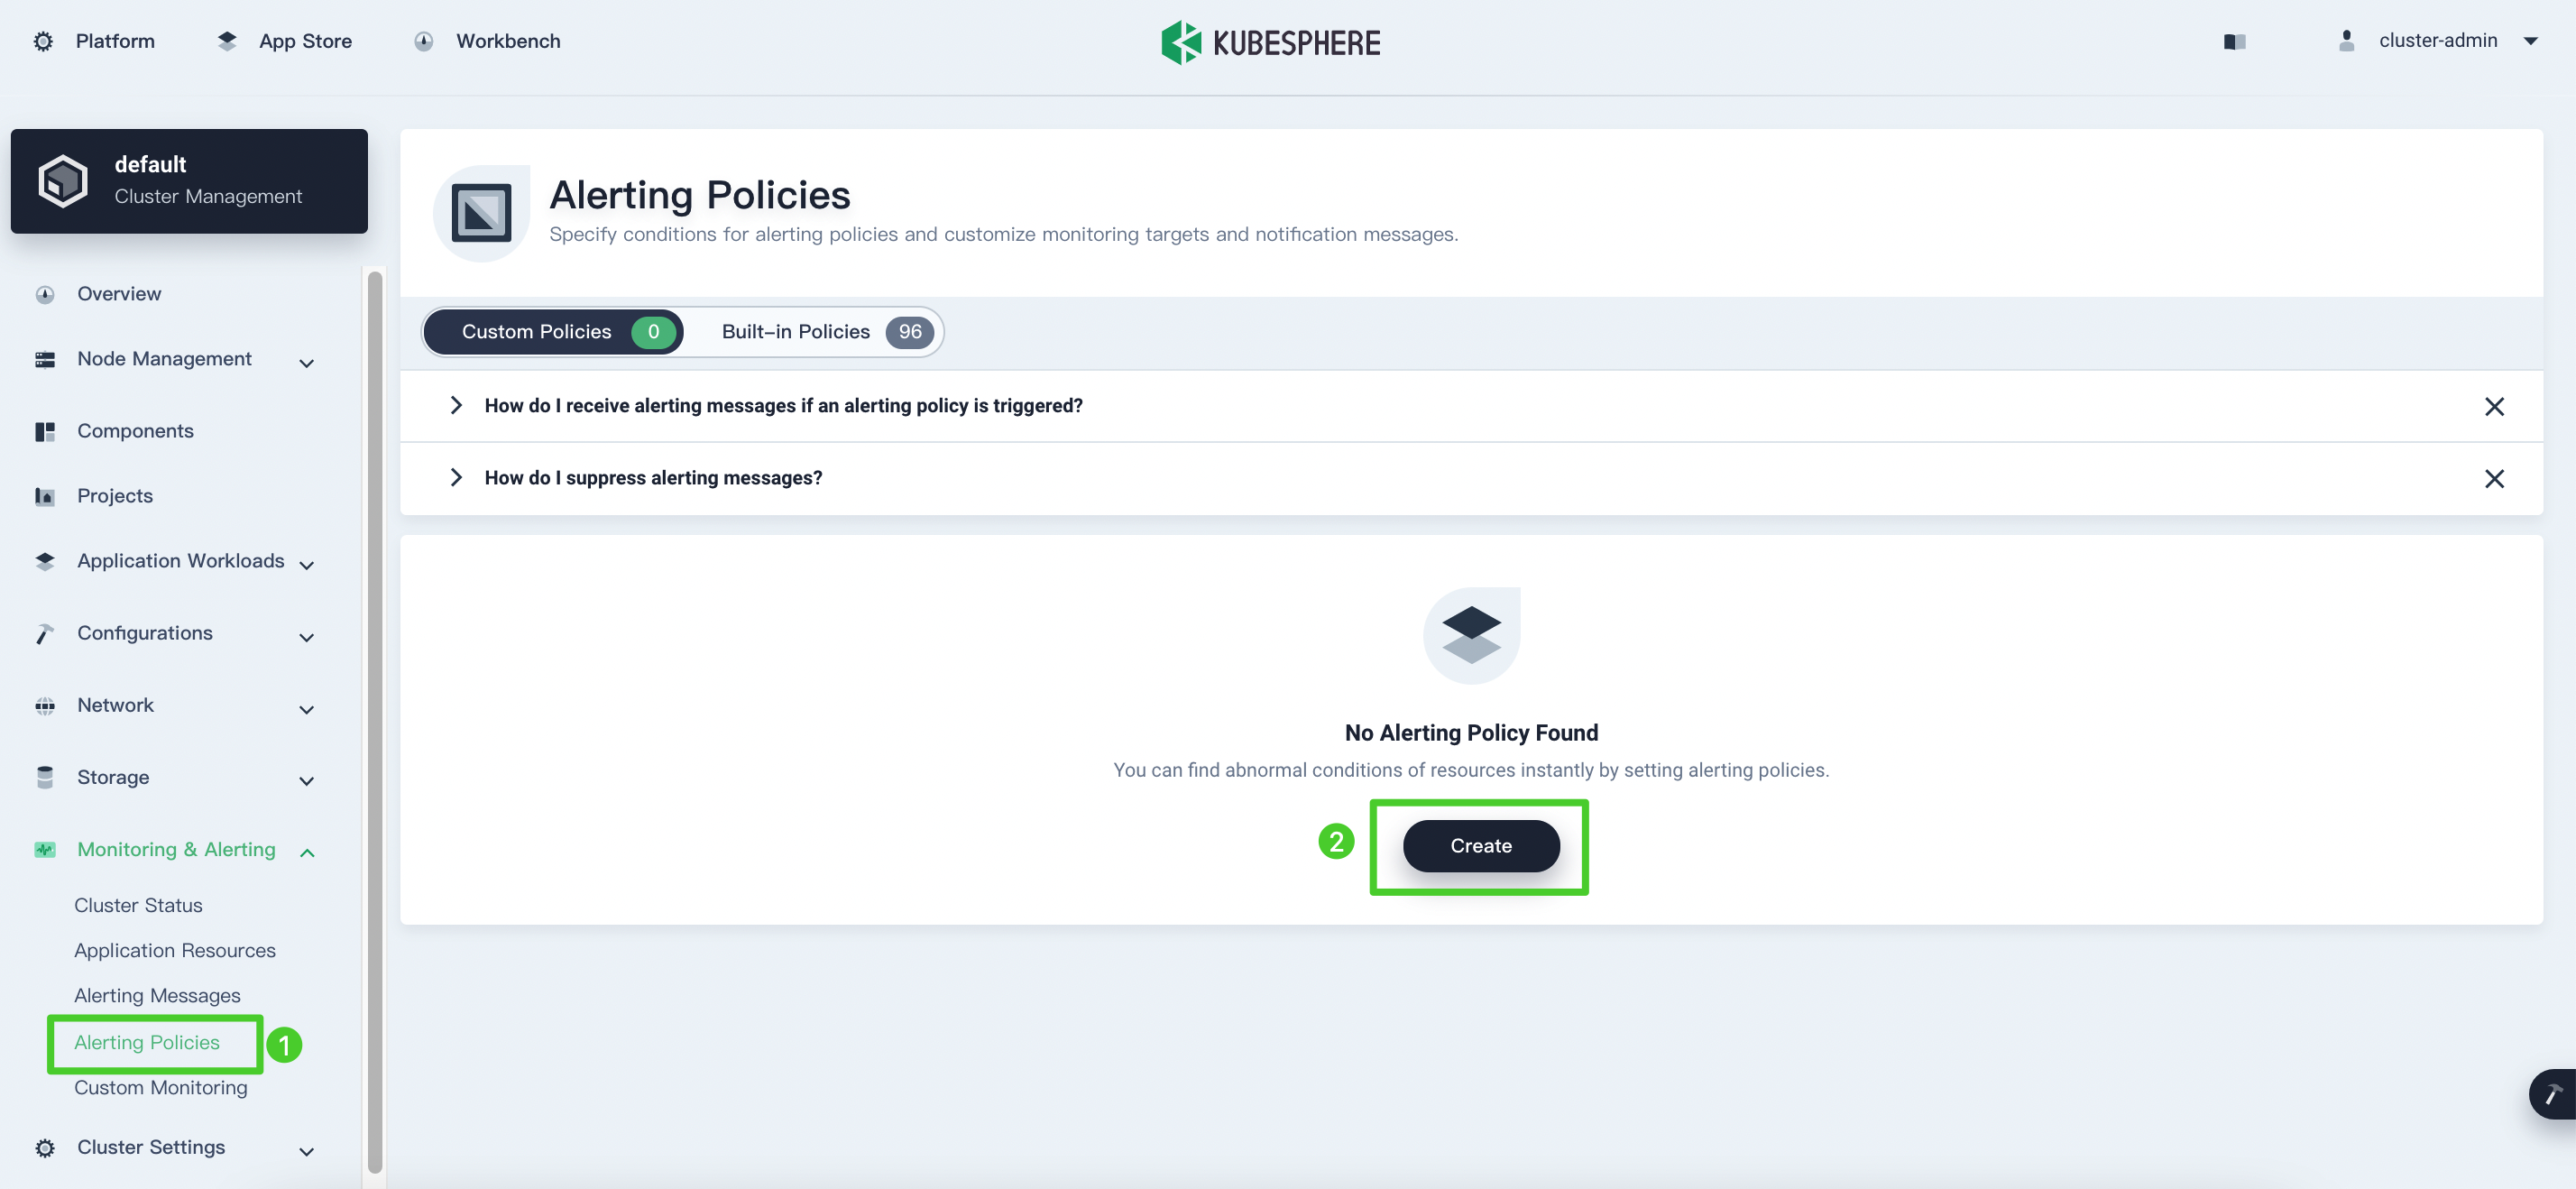 Platform
App Store
Workbench
KUBESPHERE
cluster-admin
default
Cluster Management
Overview
Node Management
Components
Projects
Application Workloads
Configurations
Network
Storage
Monitoring & Alerting
Cluster Status
Application Resources
Alerting Messages
Alerting Policies
1
Custom Monitoring
Cluster Settings
Alerting Policies
Specify conditions for alerting policies and customize monitoring targets and notification messages.
Custom Policies 0
Built-in Policies 96
How do I receive alerting messages if an alerting policy is triggered?
How do I suppress alerting messages?
No Alerting Policy Found
You can find abnormal conditions of resources instantly by setting alerting policies.
2
Create